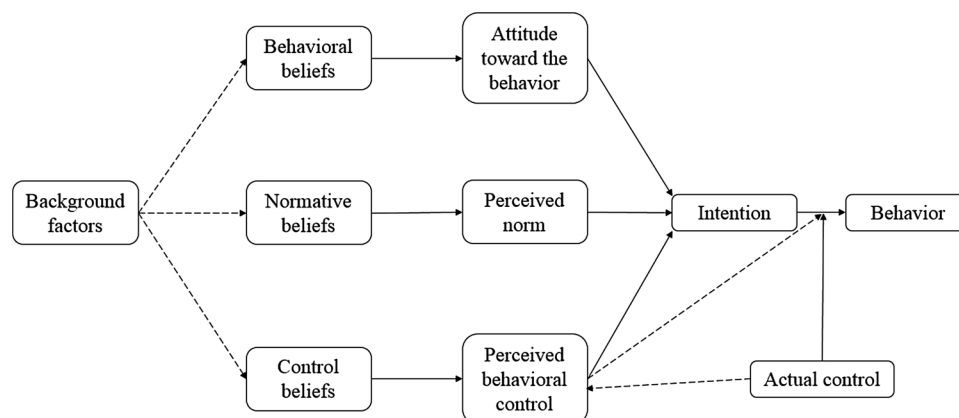 Background
factors
Behavioral
beliefs
Normative
beliefs
Control
beliefs
Attitude
toward the
behavior
Perceived
norm
Perceived
behavioral
control
Intention
Behavior
Actual control